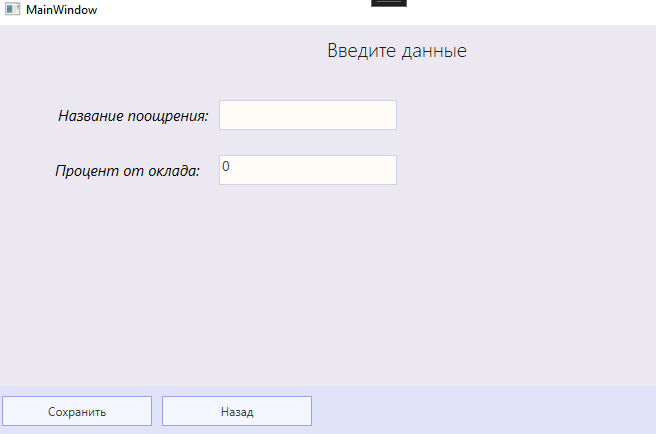 MainWindow
Введите данные
Название поощрения:
Процент от оклада: 0
Сохранить Назад